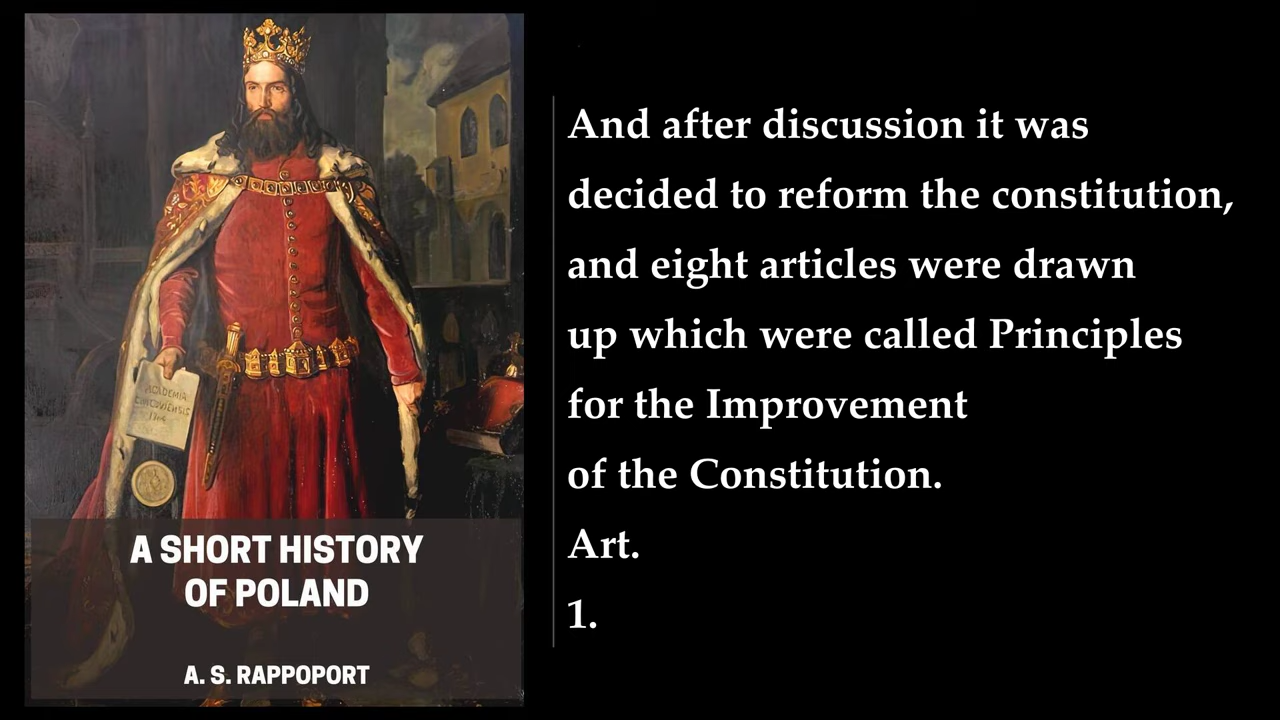 ACADEMIA
CRACOVIENSIS
A SHORT HISTORY
OF POLAND
A. S. RAPPOPORT
And after discussion it was
decided to reform the constitution,
and eight articles were drawn
up which were called Principles
for the Improvement
of the Constitution.
Art.
1.